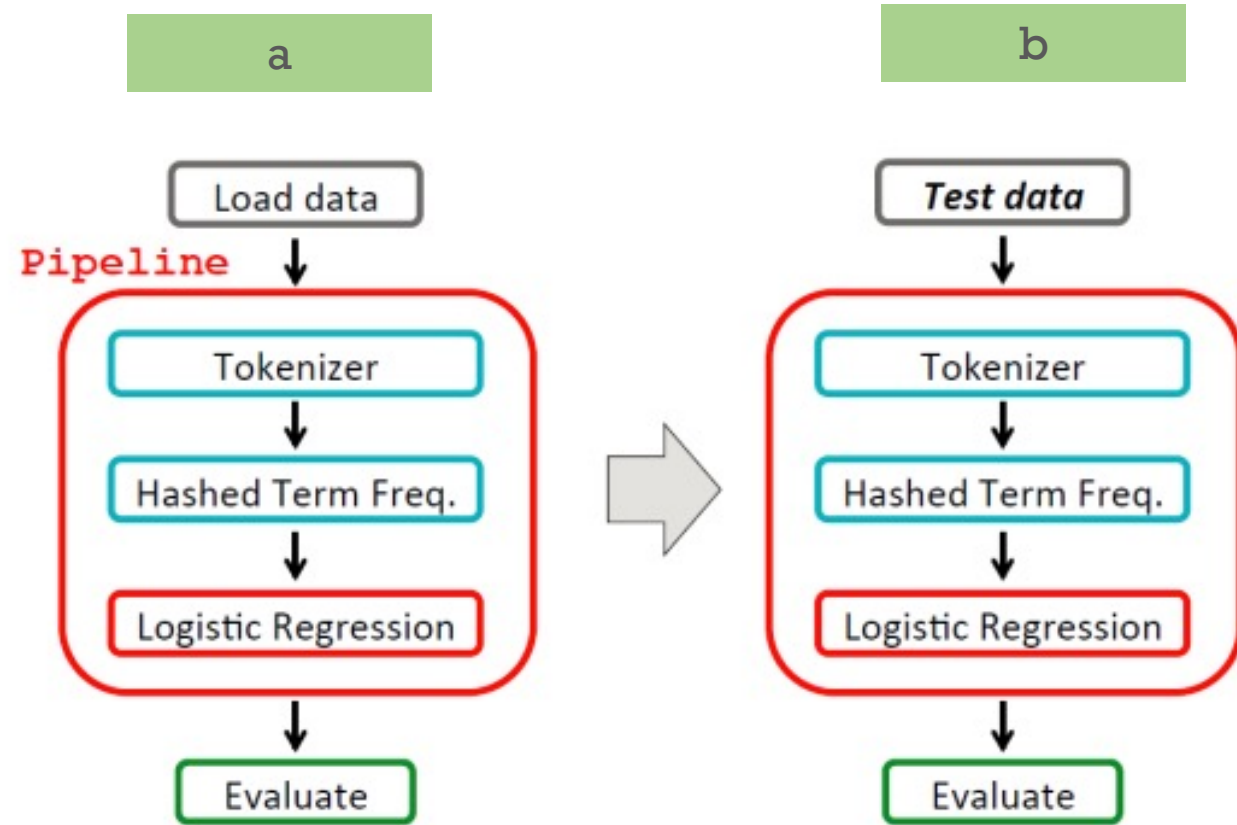 a
Load data
Pipeline
Tokenizer
Hashed Term Freq.
Logistic Regression
Evaluate
b
Test data
Tokenizer
Hashed Term Freq.
Logistic Regression
Evaluate